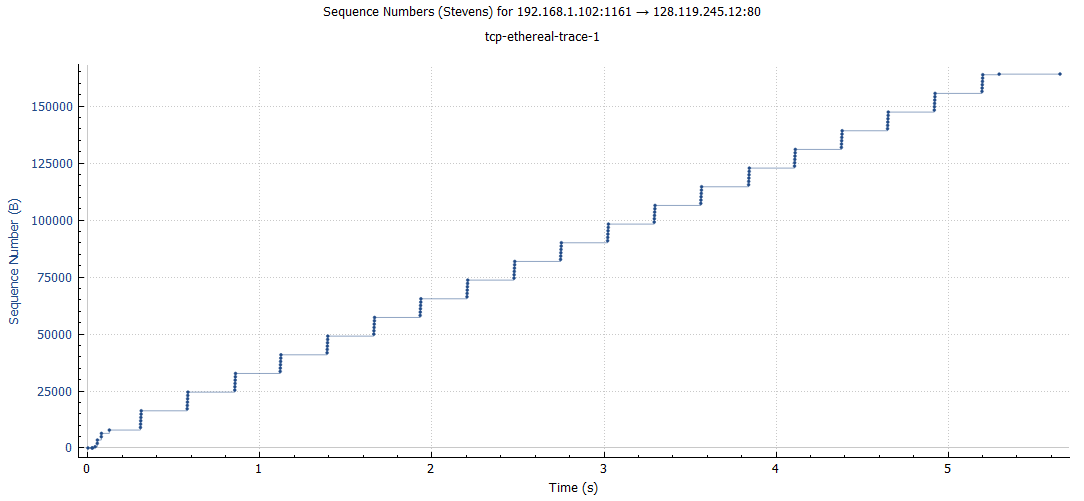 Sequence Numbers (Stevens) for 192.168.1.102:1161 → 128.119.245.12:80
tcp-ethereal-trace-1
Sequence Number (B)
150000
125000
100000
75000
50000
25000
0
0 1 2 3 4 5
Time (s)